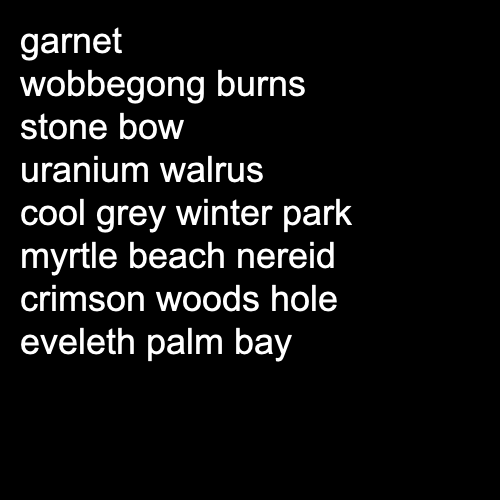 garnet
wobbegong burns
stone bow
uranium walrus
cool grey winter park
myrtle beach nereid
crimson woods hole
eveleth palm bay